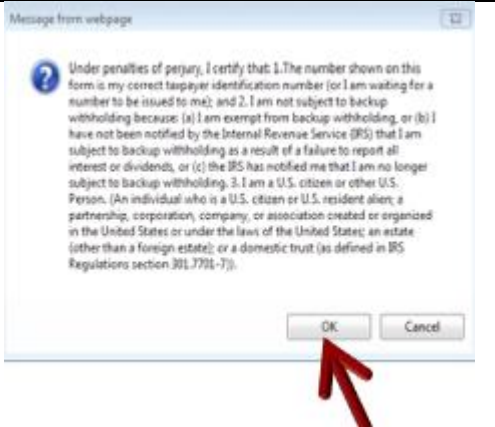 Message from webpage
Under penalties of perjury, I certify that: 1.The number shown on this
form is my correct taxpayer identification number (or I am waiting for a
number to be issued to me); and 2. I am not subject to backup
withholding because: (a) I am exempt from backup withholding, or (b) I
have not been notified by the Internal Revenue Service (IRS) that I am
subject to backup withholding as a result of a failure to report all
interest or dividends, or (c) the IRS has notified me that I am no longer
subject to backup withholding. 3. I am a U.S. citizen or other U.S.
Person. (An individual who is a U.S. citizen or U.S. resident alien; a
partnership, corporation, company, or association created or organized
in the United States or under the laws of the United States; an estate
(other than a foreign estate); or a domestic trust (as defined in IRS
Regulations section 301.7701-7)).
OK
Cancel